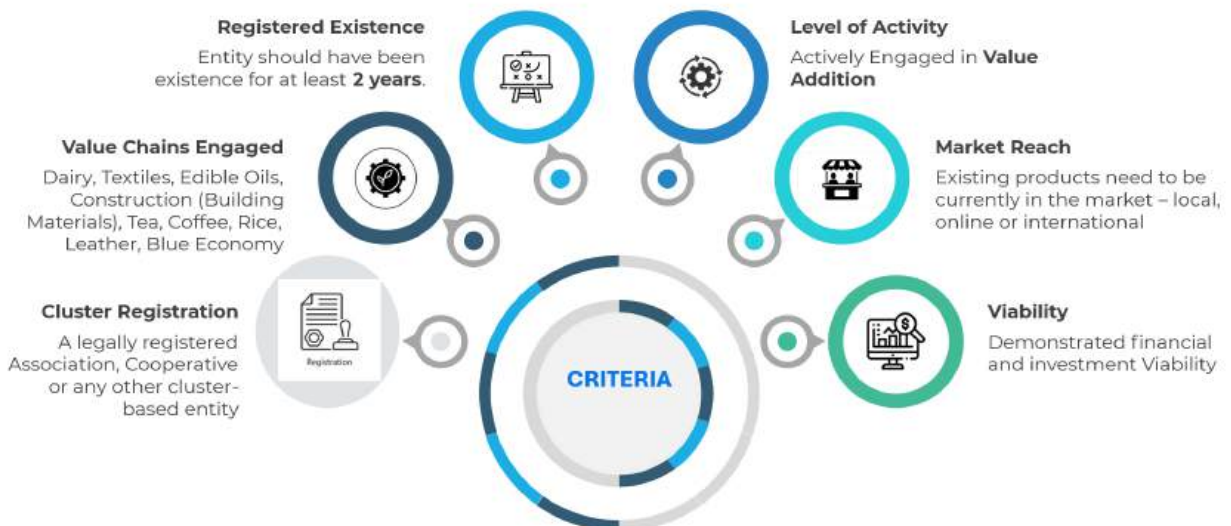 Registered Existence
Entity should have been
existence for at least 2 years.
Level of Activity
Actively Engaged in Value
Addition
Value Chains Engaged
Dairy, Textiles, Edible Oils,
Construction (Building
Materials), Tea, Coffee, Rice,
Leather, Blue Economy
Market Reach
Existing products need to be
currently in the market – local,
online or international
Cluster Registration
A legally registered
Association, Cooperative
or any other cluster-
based entity
Registration
CRITERIA
Viability
Demonstrated financial
and investment Viability